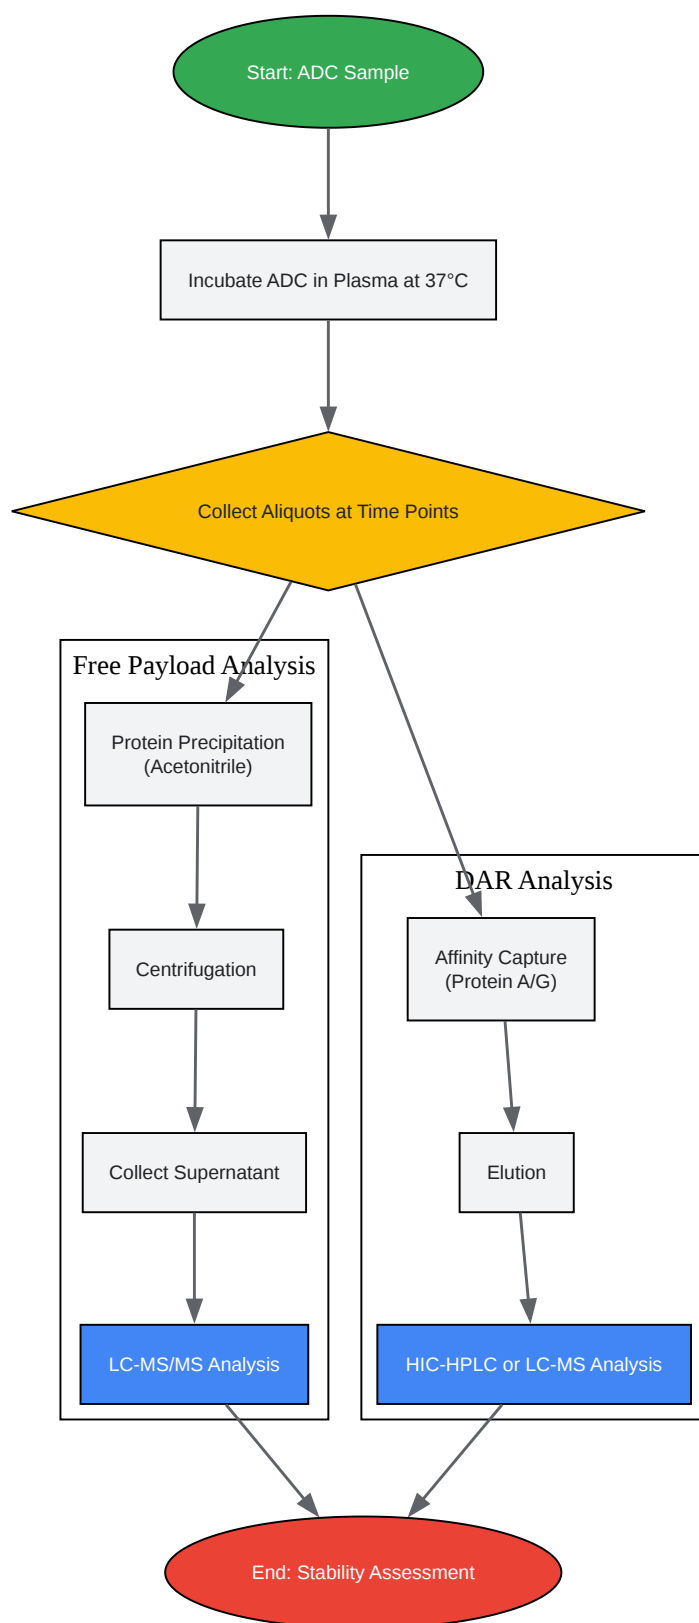 Start: ADC Sample
Incubate ADC in Plasma at 37°C
Collect Aliquots at Time Points
Free Payload Analysis
Protein Precipitation
(Acetonitrile)
Centrifugation
Collect Supernatant
LC-MS/MS Analysis
DAR Analysis
Affinity Capture
(Protein A/G)
Elution
HIC-HPLC or LC-MS Analysis
End: Stability Assessment